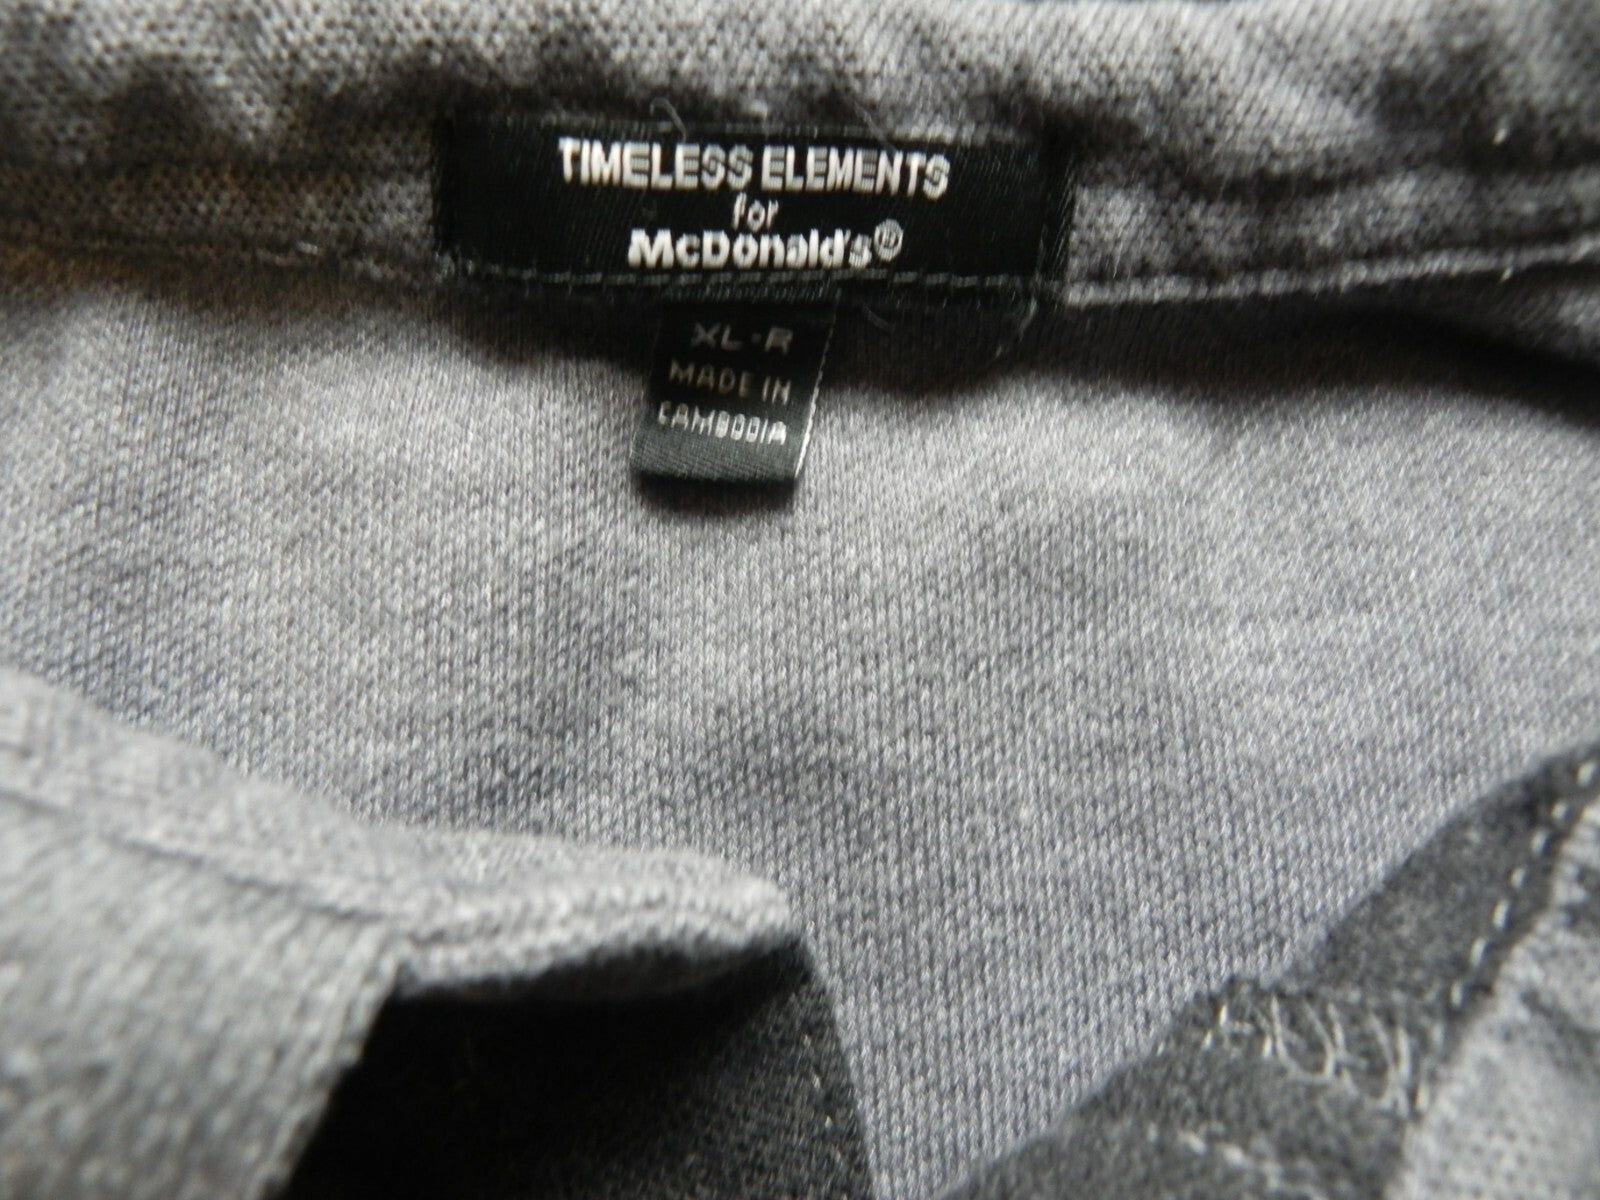 TIMELESS ELEMENTS
for
McDonald's®
XL-R
MADE IN
CAMBODIA